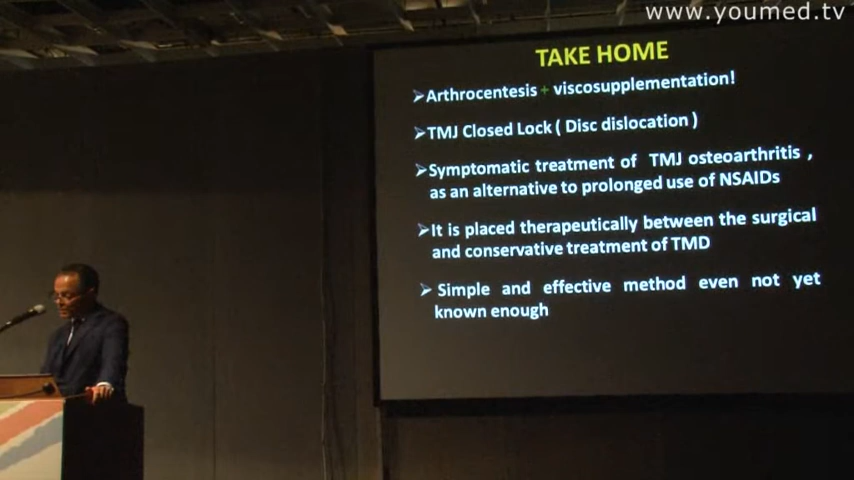 www.youmed.tv
TAKE HOME
➢Arthrocentesis + viscosupplementation!
➢TMJ Closed Lock ( Disc dislocation )
➢Symptomatic treatment of TMJ osteoarthritis ,
as an alternative to prolonged use of NSAIDs
➢It is placed therapeutically between the surgical
and conservative treatment of TMD
➢ Simple and effective method even not yet
known enough